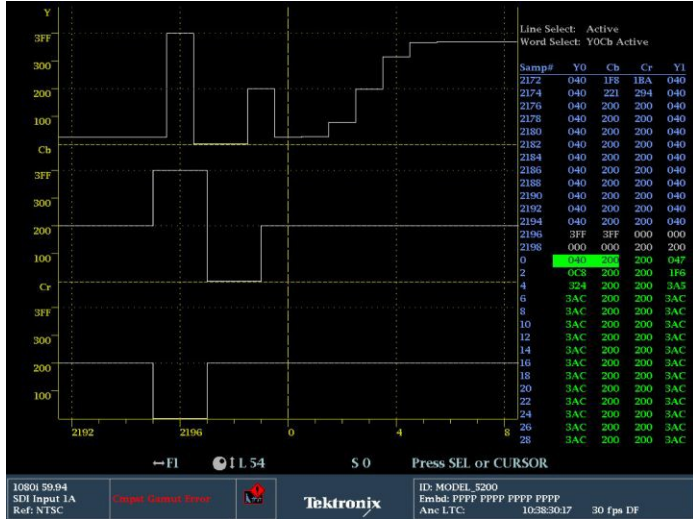 Y
3FF
300
200
100
Cb
3FF
300
200
100
Cr
3FF
300
200
100
2192 2196 0 4 8
Line Select: Active
Word Select: Y0Cb Active
Samp# Y0 Cb Cr Y1
2172 040 1F8 1BA 040
2174 040 221 294 040
2176 040 200 200 040
2178 040 200 200 040
2180 040 200 200 040
2182 040 200 200 040
2184 040 200 200 040
2186 040 200 200 040
2188 040 200 200 040
2190 040 200 200 040
2192 040 200 200 040
2194 040 200 200 040
2196 3FF 3FF 000 000
2198 000 000 200 200
0 040 200 200 047
2 0C8 200 200 1F6
4 324 200 200 3A5
6 3AC 200 200 3AC
8 3AC 200 200 3AC
10 3AC 200 200 3AC
12 3AC 200 200 3AC
14 3AC 200 200 3AC
16 3AC 200 200 3AC
18 3AC 200 200 3AC
20 3AC 200 200 3AC
22 3AC 200 200 3AC
24 3AC 200 200 3AC
26 3AC 200 200 3AC
28 3AC 200 200 3AC
↔F1 ↕L 54 S 0 Press SEL or CURSOR
1080i 59.94
SDI Input 1A
Ref: NTSC
Cmpst Gamut Error
Tektronix
ID: MODEL_5200
Embd: PPPP PPPP PPPP PPPP
Anc LTC: 10:38:30:17 30 fps DF